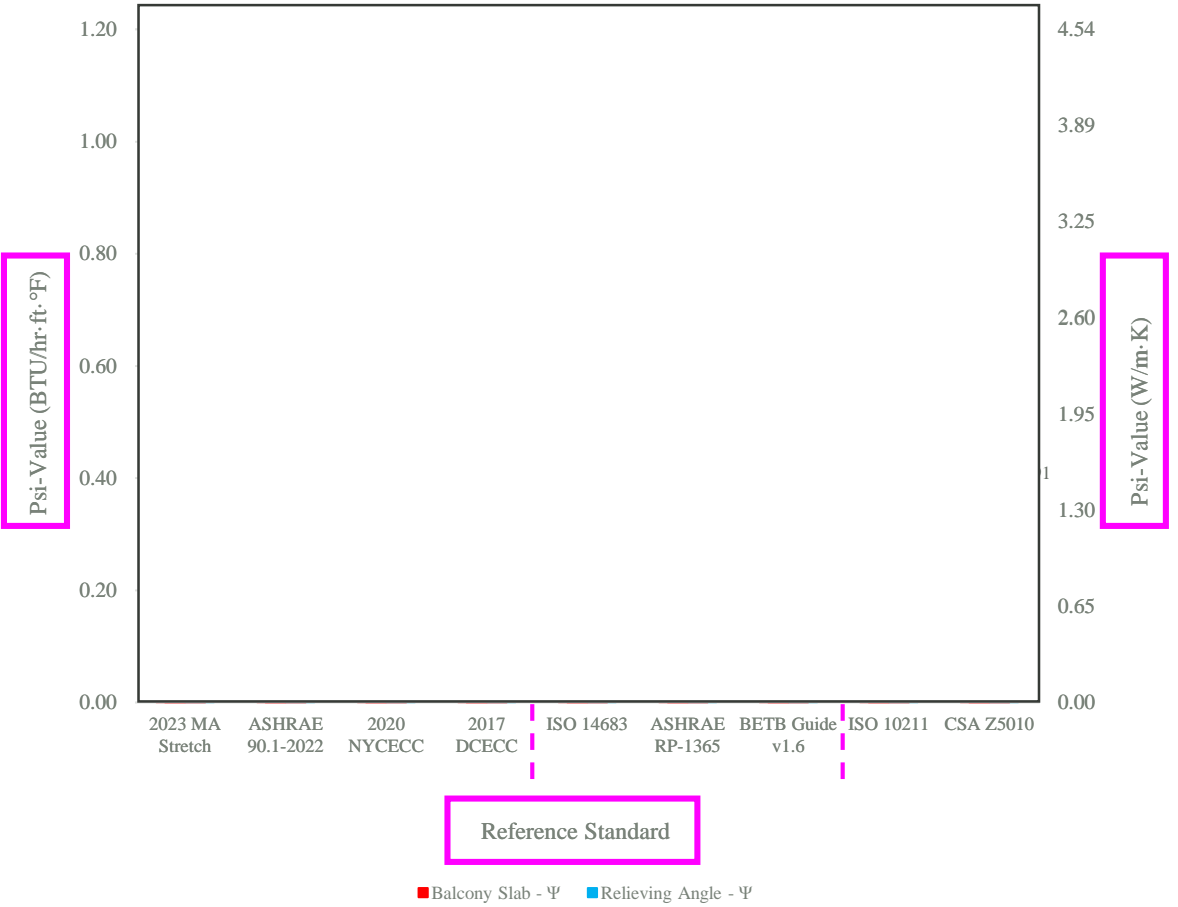 1.20
1.00
0.80
0.60
0.40
0.20
0.00
Psi-Value (BTU/hr·ft·°F)
4.54
3.89
3.25
2.60
1.95
1.30
0.65
0.00
Psi-Value (W/m·K)
2023 MA
Stretch
ASHRAE
90.1-2022
2020
NYCECC
2017
DCECC
ISO 14683
ASHRAE
RP-1365
BETB Guide
v1.6
ISO 10211
CSA Z5010
Reference Standard
Balcony Slab - Ψ
Relieving Angle - Ψ